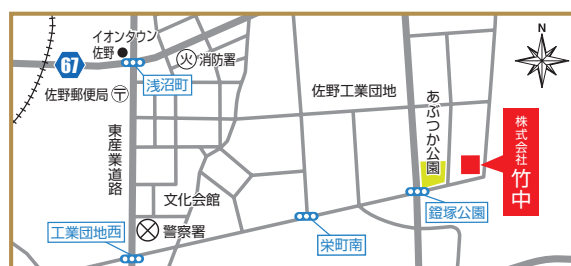 イオンタウン
佐野
67
火
消防署
浅沼町
佐野郵便局
〒
佐野工業団地
あぶつか公園
N
株式会社
竹中
東産業道路
文化会館
警察署
工業団地西
栄町南
鐙塚公園